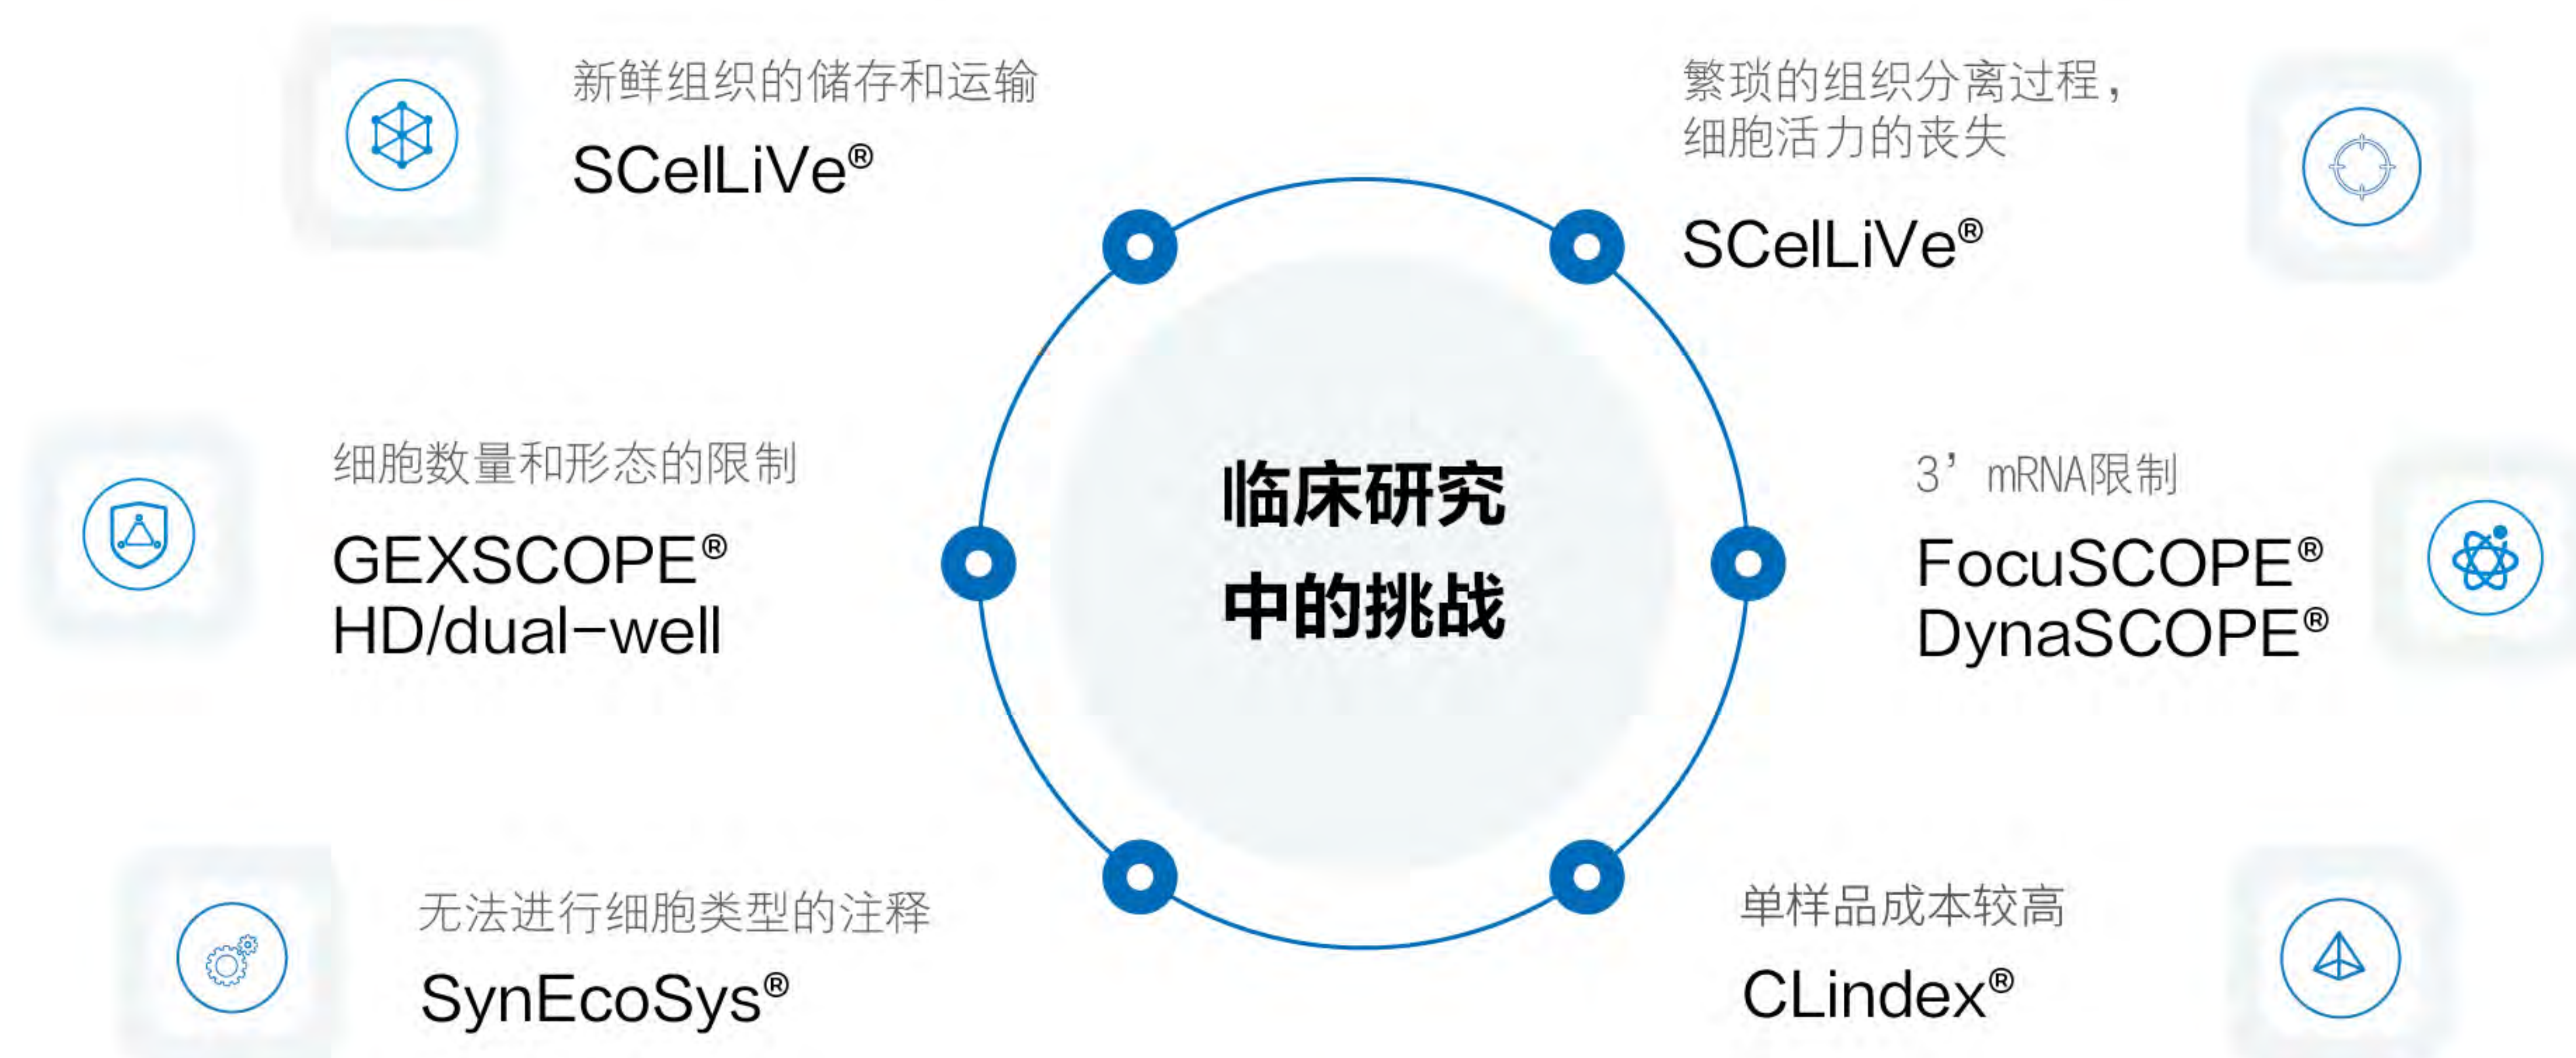 新鲜组织的储存和运输
SCelLiVe®
繁琐的组织分离过程，
细胞活力的丧失
SCelLiVe®
细胞数量和形态的限制
GEXSCOPE®
HD/dual-well
临床研究
中的挑战
3’ mRNA限制
FocuSCOPE®
DynaSCOPE®
无法进行细胞类型的注释
SynEcoSys®
单样品成本较高
CLindex®